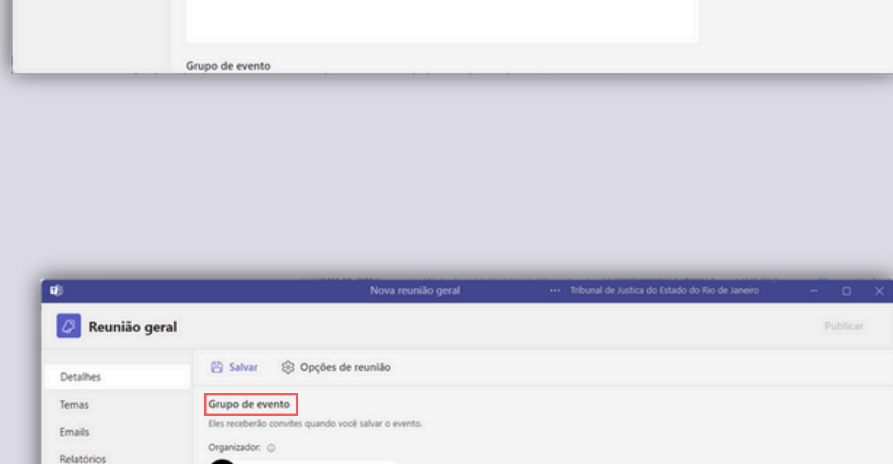 Grupo de evento
Nova reunião geral
... Tribunal de Justica do Estado do Rio de Janeiro
Reunião geral
Publicar
Salvar
Opções de reunião
Detalhes
Temas
Grupo de evento
Emails
Eles receberão convites quando você salvar o evento.
Organizador:
Relatórios